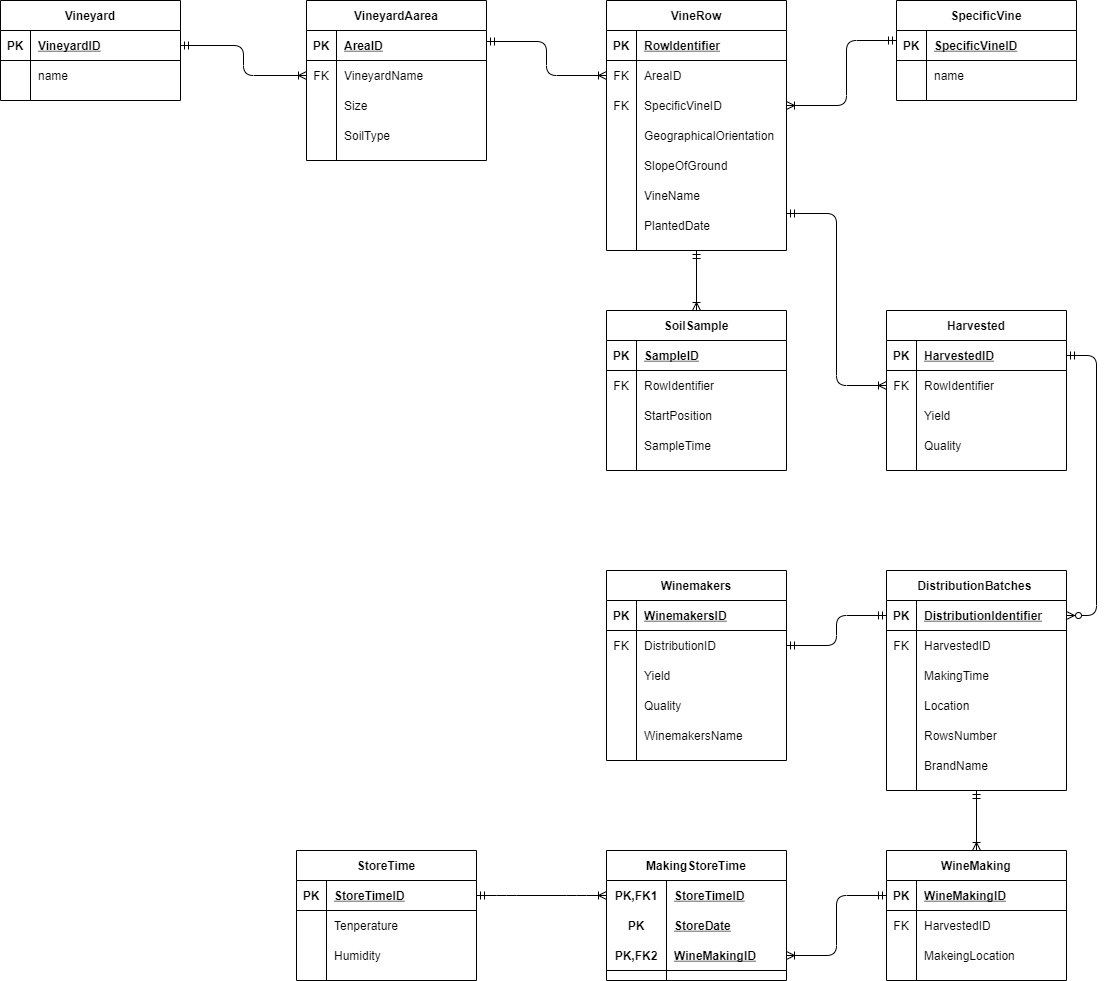 Vineyard
PK VineyardID
name
VineyardAarea
PK AreaID
FK VineyardName
Size
SoilType
VineRow
PK RowIdentifier
FK AreaID
FK SpecificVineID
GeographicalOrientation
SlopeOfGround
VineName
PlantedDate
SpecificVine
PK SpecificVineID
name
SoilSample
PK SampleID
FK RowIdentifier
StartPosition
SampleTime
Harvested
PK HarvestedID
FK RowIdentifier
Yield
Quality
Winemakers
PK WinemakersID
FK DistributionID
Yield
Quality
WinemakersName
DistributionBatches
PK DistributionIdentifier
FK HarvestedID
MakingTime
Location
RowsNumber
BrandName
StoreTime
PK StoreTimeID
Tenperature
Humidity
MakingStoreTime
PK,FK1 StoreTimeID
PK StoreDate
PK,FK2 WineMakingID
WineMaking
PK WineMakingID
FK HarvestedID
MakeingLocation